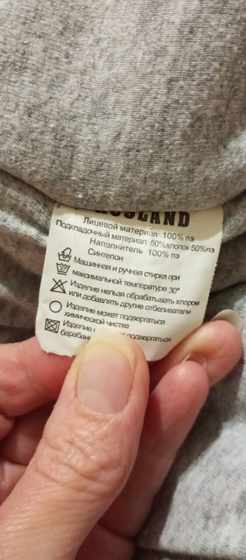 Лицевой материал: 100% пэ
Подкладочный материал 50%хлопок 50%пэ
Наполнитель 100% пэ
Синтепон
Машинная и ручная стирка при
максимальной температуре 30°
Изделие нельзя обрабатывать хлором
или добавлять другие отбеливатели
Изделие может подвергаться
химической чистке
Изделие подвергаться